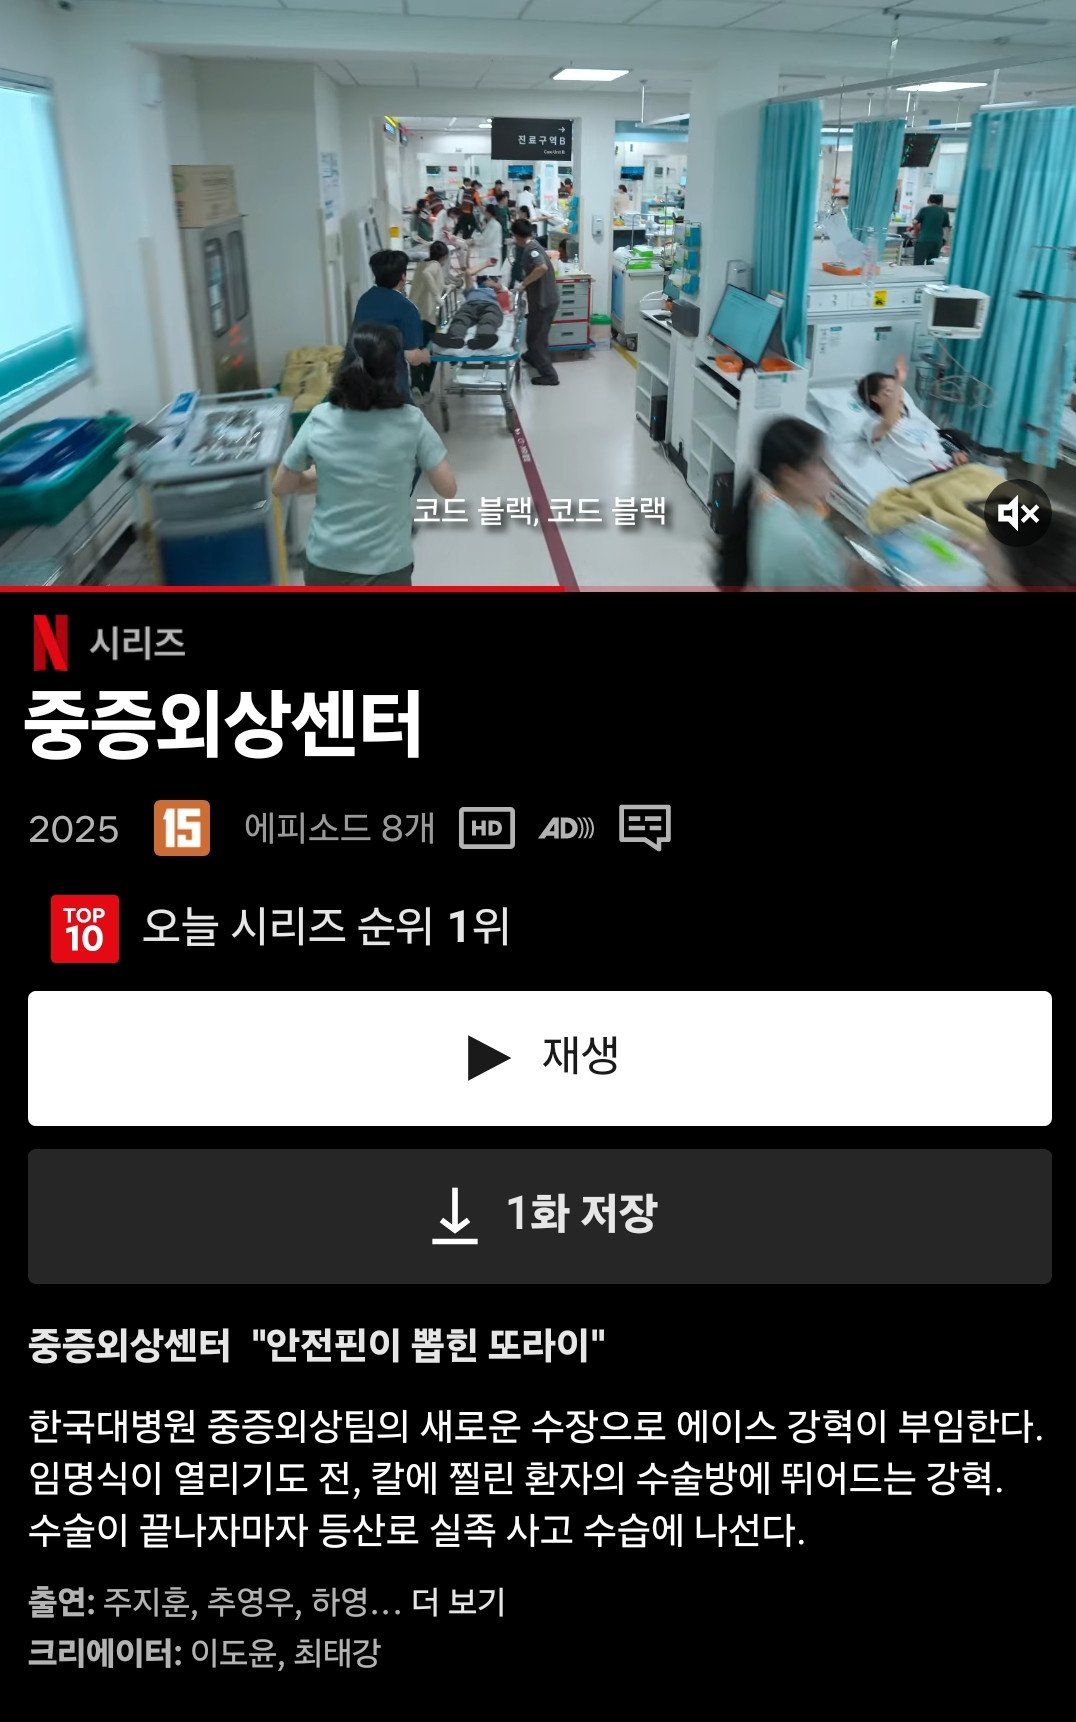 진료구역B
코드 블랙, 코드 블랙
N 시리즈
중증외상센터
2025 15 에피소드 8개 HD AD)))
TOP 10 오늘 시리즈 순위 1위
재생
1화 저장
중증외상센터 "안전핀이 뽑힌 또라이"
한국대병원 중증외상팀의 새로운 수장으로 에이스 강혁이 부임한다.
임명식이 열리기도 전, 칼에 찔린 환자의 수술방에 뛰어드는 강혁.
수술이 끝나자마자 등산로 실족 사고 수습에 나선다.
출연: 주지훈, 추영우, 하영... 더 보기
크리에이터: 이도윤, 최태강